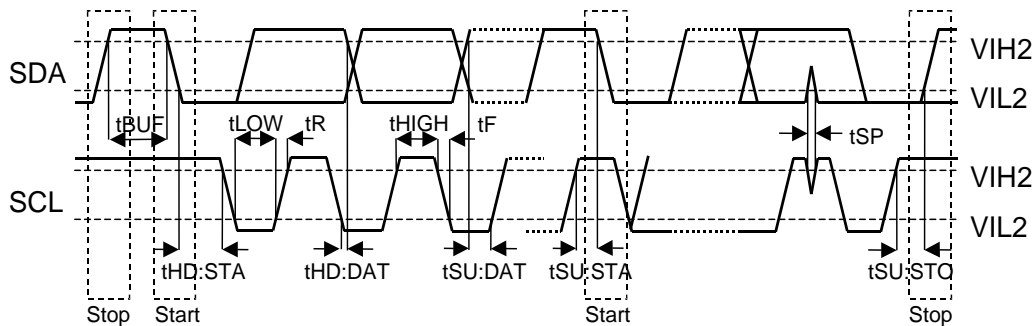 VIH2
SDA
VIL2
tBUF tLOW tR tHIGH tF
tSP
VIH2
SCL
VIL2
tHD:STA tHD:DAT tSU:DAT tSU:STA tSU:STO
Stop Start Start Stop